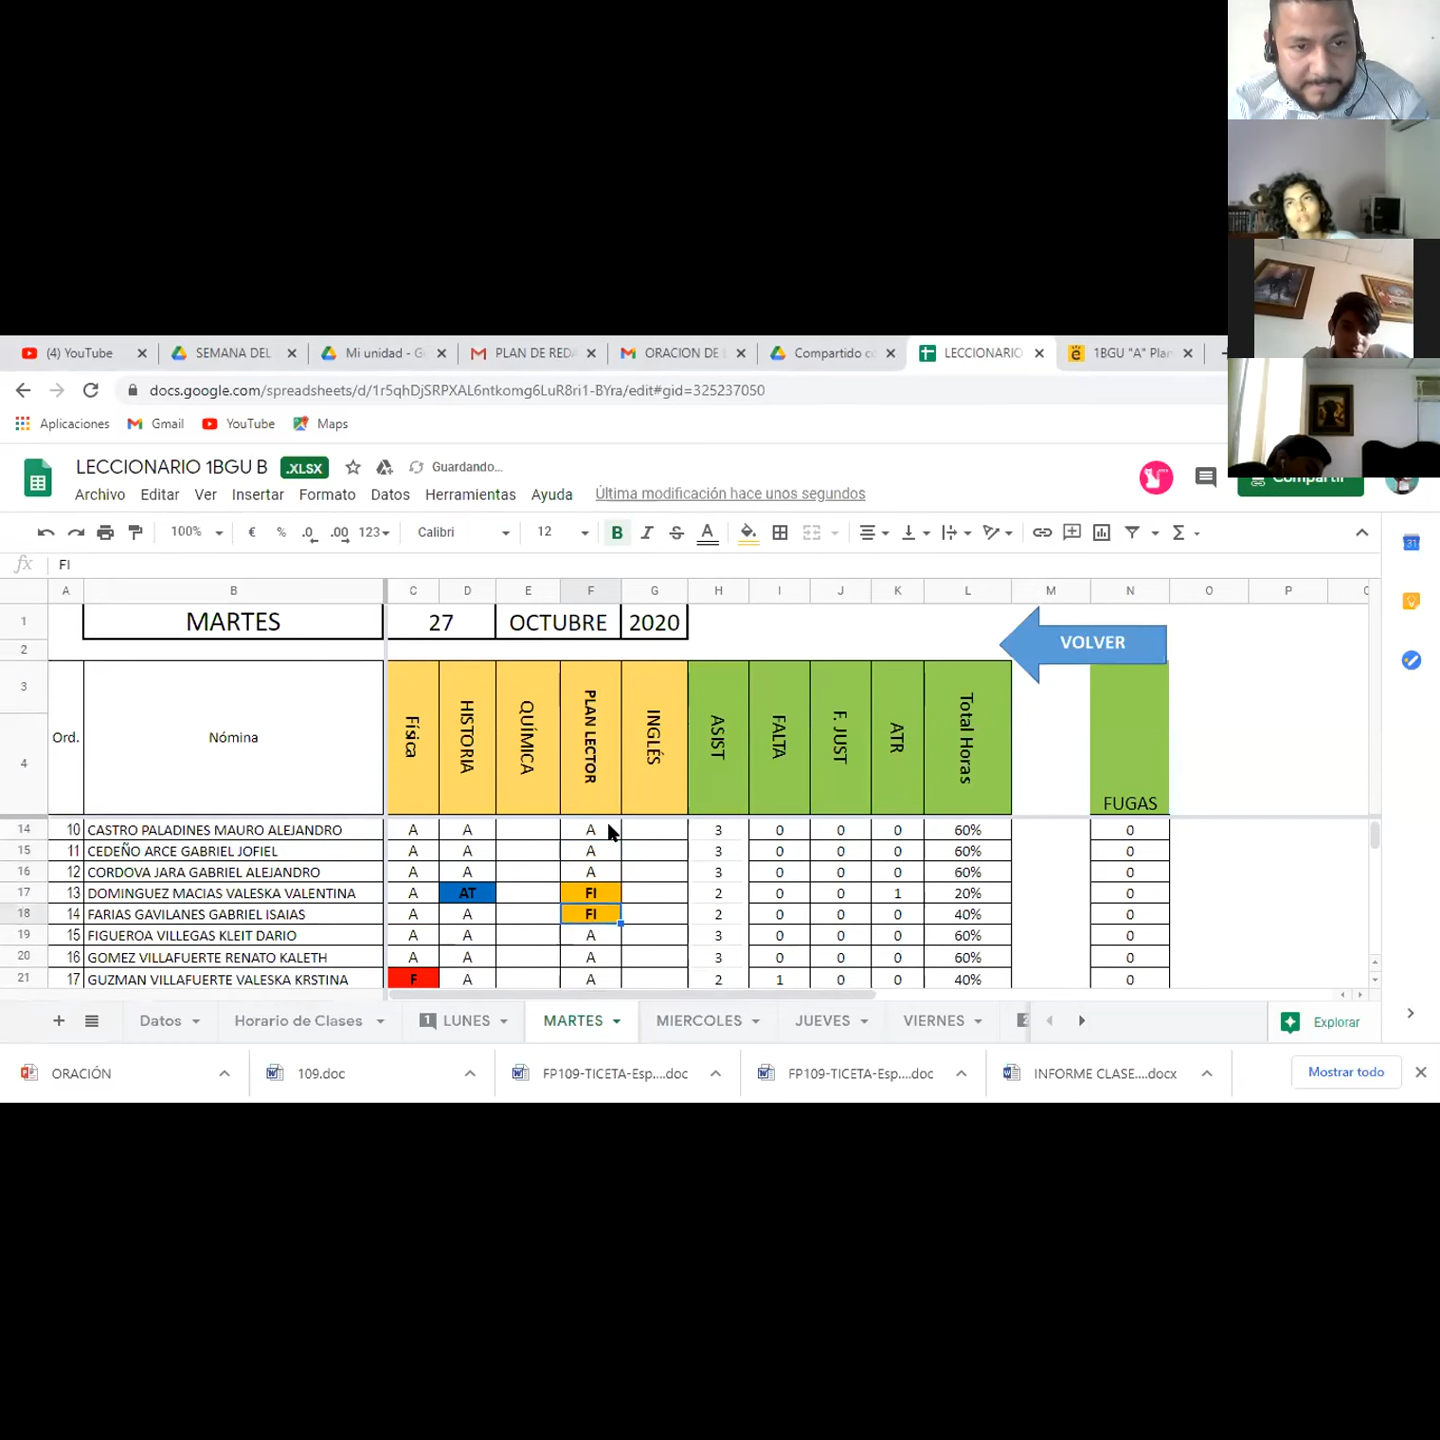 (4) YouTube SEMANA DEL Mi unidad - G PLAN DE RED ORACION DE Compartido LECCIONARIO 1BGU "A" Plan
docs.google.com/spreadsheets/d/1r5qhDjSRPXAL6ntkomg6LuR8ri1-BYra/edit#gid=325237050
Aplicaciones Gmail YouTube Maps
LECCIONARIO 1BGU B .XLSX Guardando...
Archivo Editar Ver Insertar Formato Datos Herramientas Ayuda Última modificación hace unos segundos Compartir
100% € % .0 .00 123 Calibri 12 B I S A Σ
31
fx FI
A B C D E F G H I J K L M N O P
1 MARTES 27 OCTUBRE 2020 VOLVER
2
3
4 Ord. Nómina Física HISTORIA QUÍMICA PLAN LECTOR INGLÉS ASIST FALTA F. JUST ATR Total Horas FUGAS
14 10 CASTRO PALADINES MAURO ALEJANDRO A A A 3 0 0 0 60% 0
15 11 CEDEÑO ARCE GABRIEL JOFIEL A A A 3 0 0 0 60% 0
16 12 CORDOVA JARA GABRIEL ALEJANDRO A A A 3 0 0 0 60% 0
17 13 DOMINGUEZ MACIAS VALESKA VALENTINA A AT FI 2 0 0 1 20% 0
18 14 FARIAS GAVILANES GABRIEL ISAIAS A A FI 2 0 0 0 40% 0
19 15 FIGUEROA VILLEGAS KLEIT DARIO A A A 3 0 0 0 60% 0
20 16 GOMEZ VILLAFUERTE RENATO KALETH A A A 3 0 0 0 60% 0
21 17 GUZMAN VILLAFUERTE VALESKA KRSTINA F A A 2 1 0 0 40% 0
Datos Horario de Clases 1 LUNES MARTES MIERCOLES JUEVES VIERNES 2 Explorar
ORACIÓN 109.doc FP109-TICETA-Esp....doc FP109-TICETA-Esp....doc INFORME CLASE....docx Mostrar todo